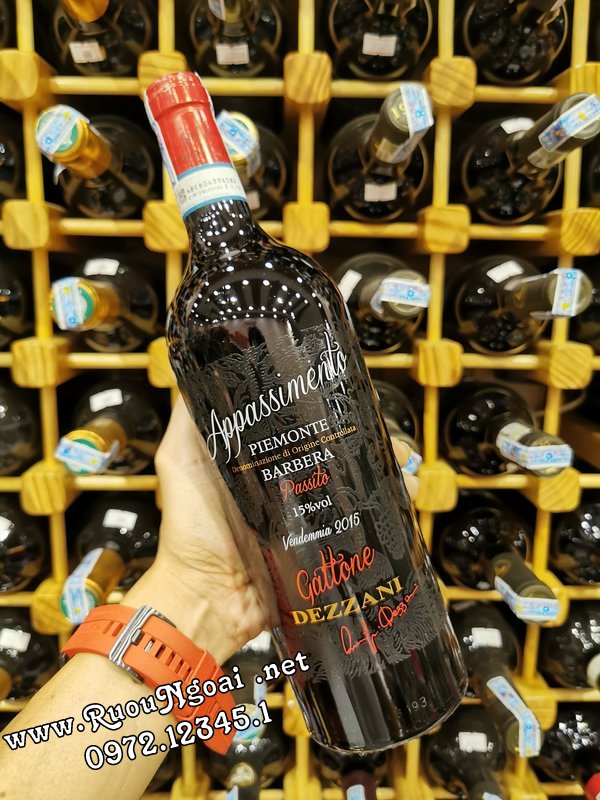 Appassimento
PIEMONTE
Denominazione di Origine Controllata
BARBERA
Passito
15%vol
Vendemmia 2015
Gattone
DEZZANI
93
www.RuouNgoai.net
0972.12345.1